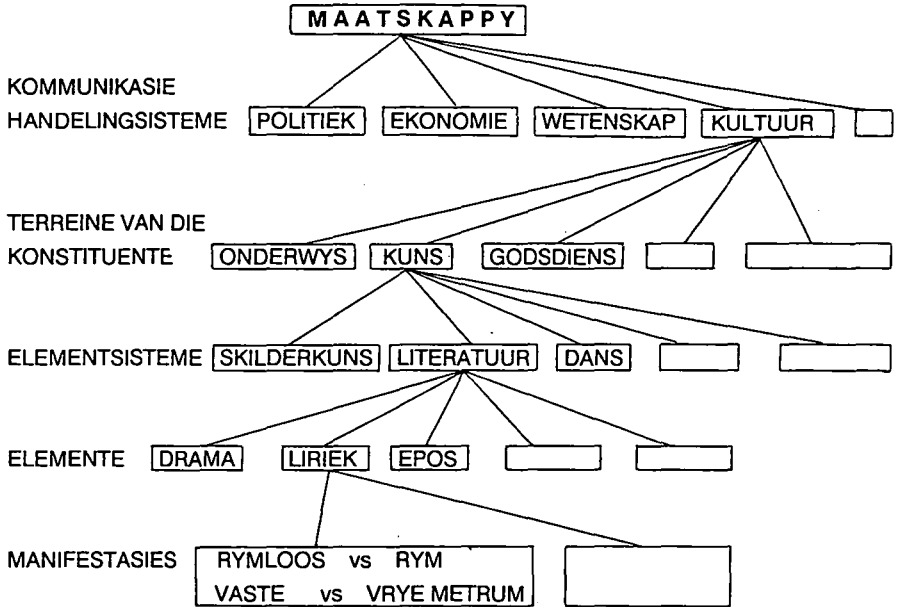 MAATSKAPPY
KOMMUNIKASIE
HANDELINGSISTEME POLITIEK EKONOMIE WETENSKAP KULTUUR
TERREINE VAN DIE
KONSTITUENTE ONDERWYS KUNS GODSDIENS
ELEMENTSISTEME SKILDERKUNS LITERATUUR DANS
ELEMENTE DRAMA LIRIEK EPOS
MANIFESTASIES RYMLOOS vs RYM
VASTE vs VRYE METRUM